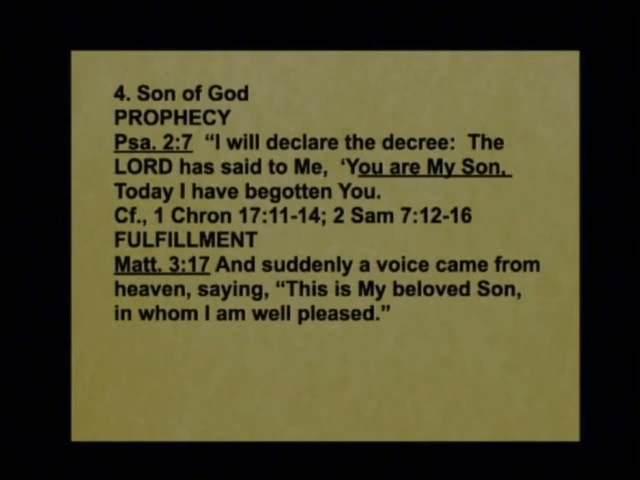 4. Son of God
PROPHECY
Psa. 2:7  “I will declare the decree:  The
LORD has said to Me,  ‘You are My Son,
Today I have begotten You.
Cf., 1 Chron 17:11-14; 2 Sam 7:12-16
FULFILLMENT
Matt. 3:17 And suddenly a voice came from
heaven, saying, “This is My beloved Son,
in whom I am well pleased.”